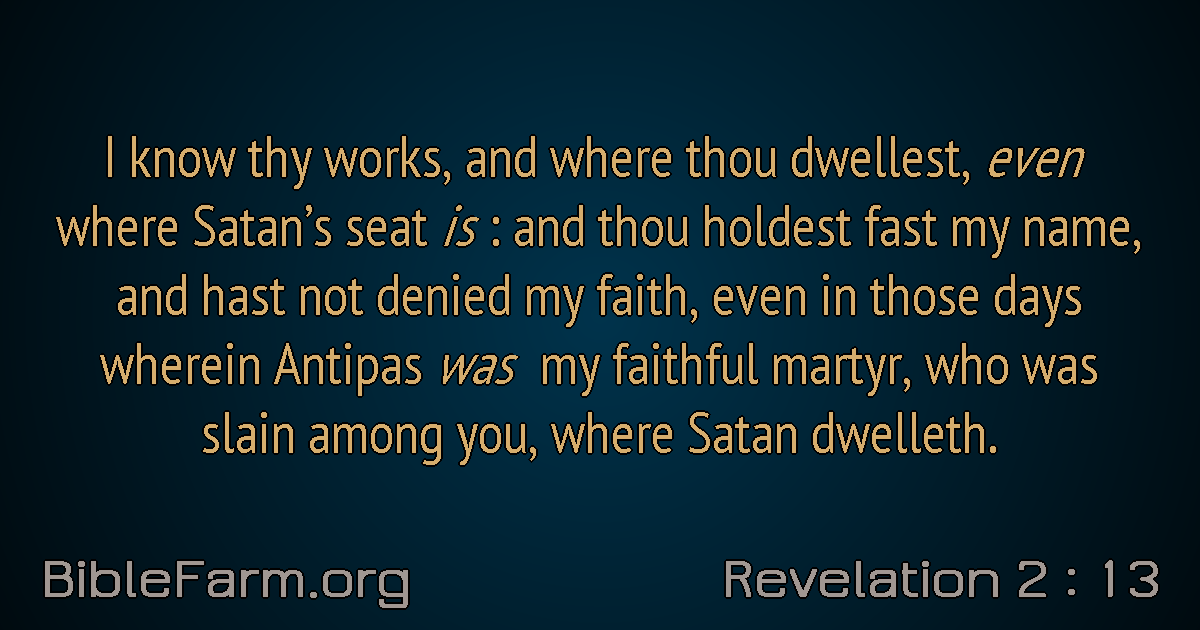 I know thy works, and where thou dwellest, even
where Satan’s seat is : and thou holdest fast my name,
and hast not denied my faith, even in those days
wherein Antipas was my faithful martyr, who was
slain among you, where Satan dwelleth.
BibleFarm.org
Revelation 2 : 13